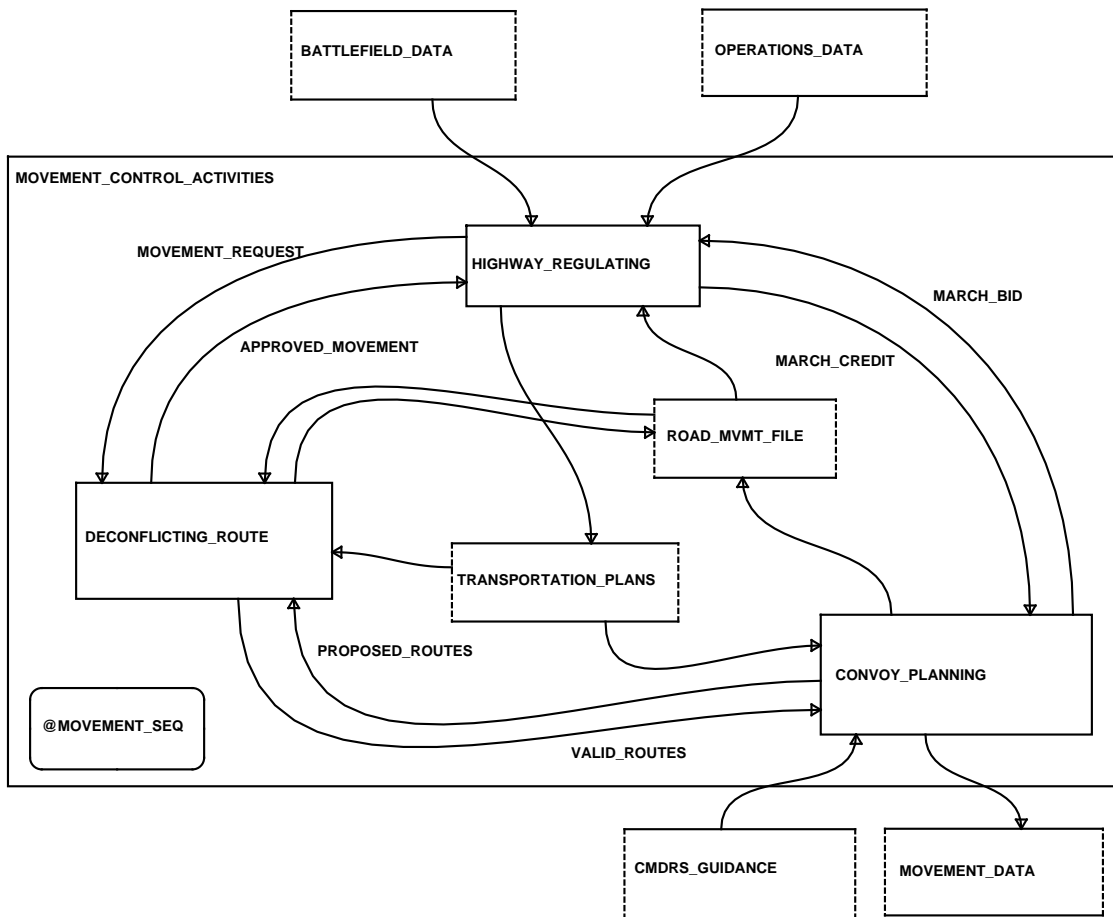 BATTLEFIELD_DATA
OPERATIONS_DATA
MOVEMENT_CONTROL_ACTIVITIES
MOVEMENT_REQUEST
HIGHWAY_REGULATING
MARCH_BID
APPROVED_MOVEMENT
MARCH_CREDIT
ROAD_MVMT_FILE
DECONFLICTING_ROUTE
TRANSPORTATION_PLANS
PROPOSED_ROUTES
CONVOY_PLANNING
@MOVEMENT_SEQ
VALID_ROUTES
CMDRS_GUIDANCE
MOVEMENT_DATA